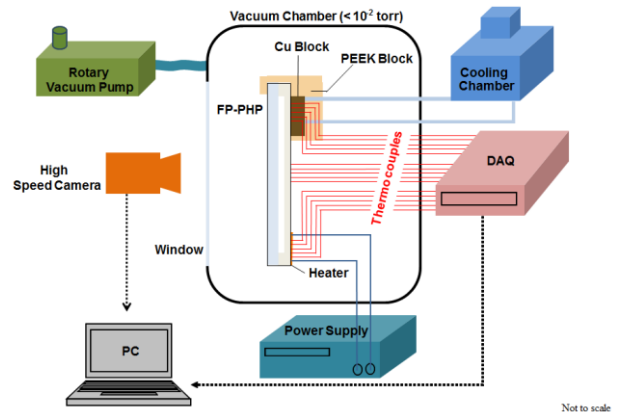 Vacuum Chamber (< 10⁻² torr)
Cu Block
PEEK Block
Rotary
Vacuum Pump
Cooling
Chamber
FP-PHP
High
Speed Camera
DAQ
Thermocouples
Window
Heater
Power Supply
PC
Not to scale